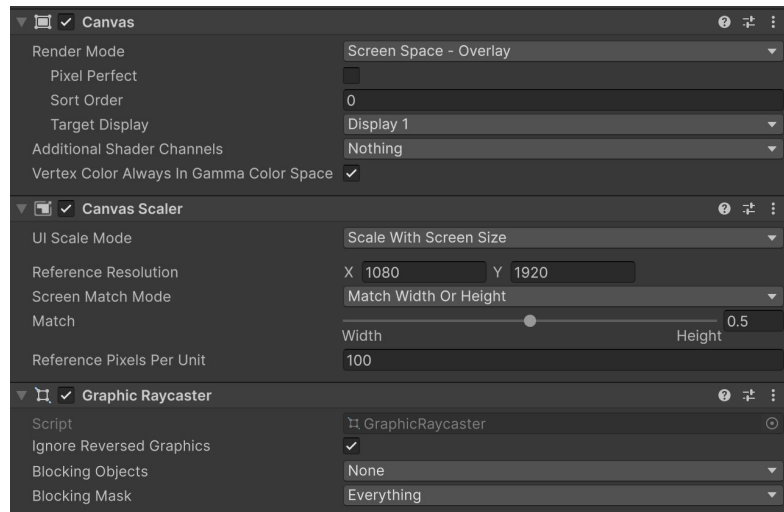 Canvas
Render Mode Screen Space - Overlay
Pixel Perfect
Sort Order 0
Target Display Display 1
Additional Shader Channels Nothing
Vertex Color Always In Gamma Color Space
Canvas Scaler
UI Scale Mode Scale With Screen Size
Reference Resolution X 1080 Y 1920
Screen Match Mode Match Width Or Height
Match 0.5
Width Height
Reference Pixels Per Unit 100
Graphic Raycaster
Script GraphicRaycaster
Ignore Reversed Graphics
Blocking Objects None
Blocking Mask Everything